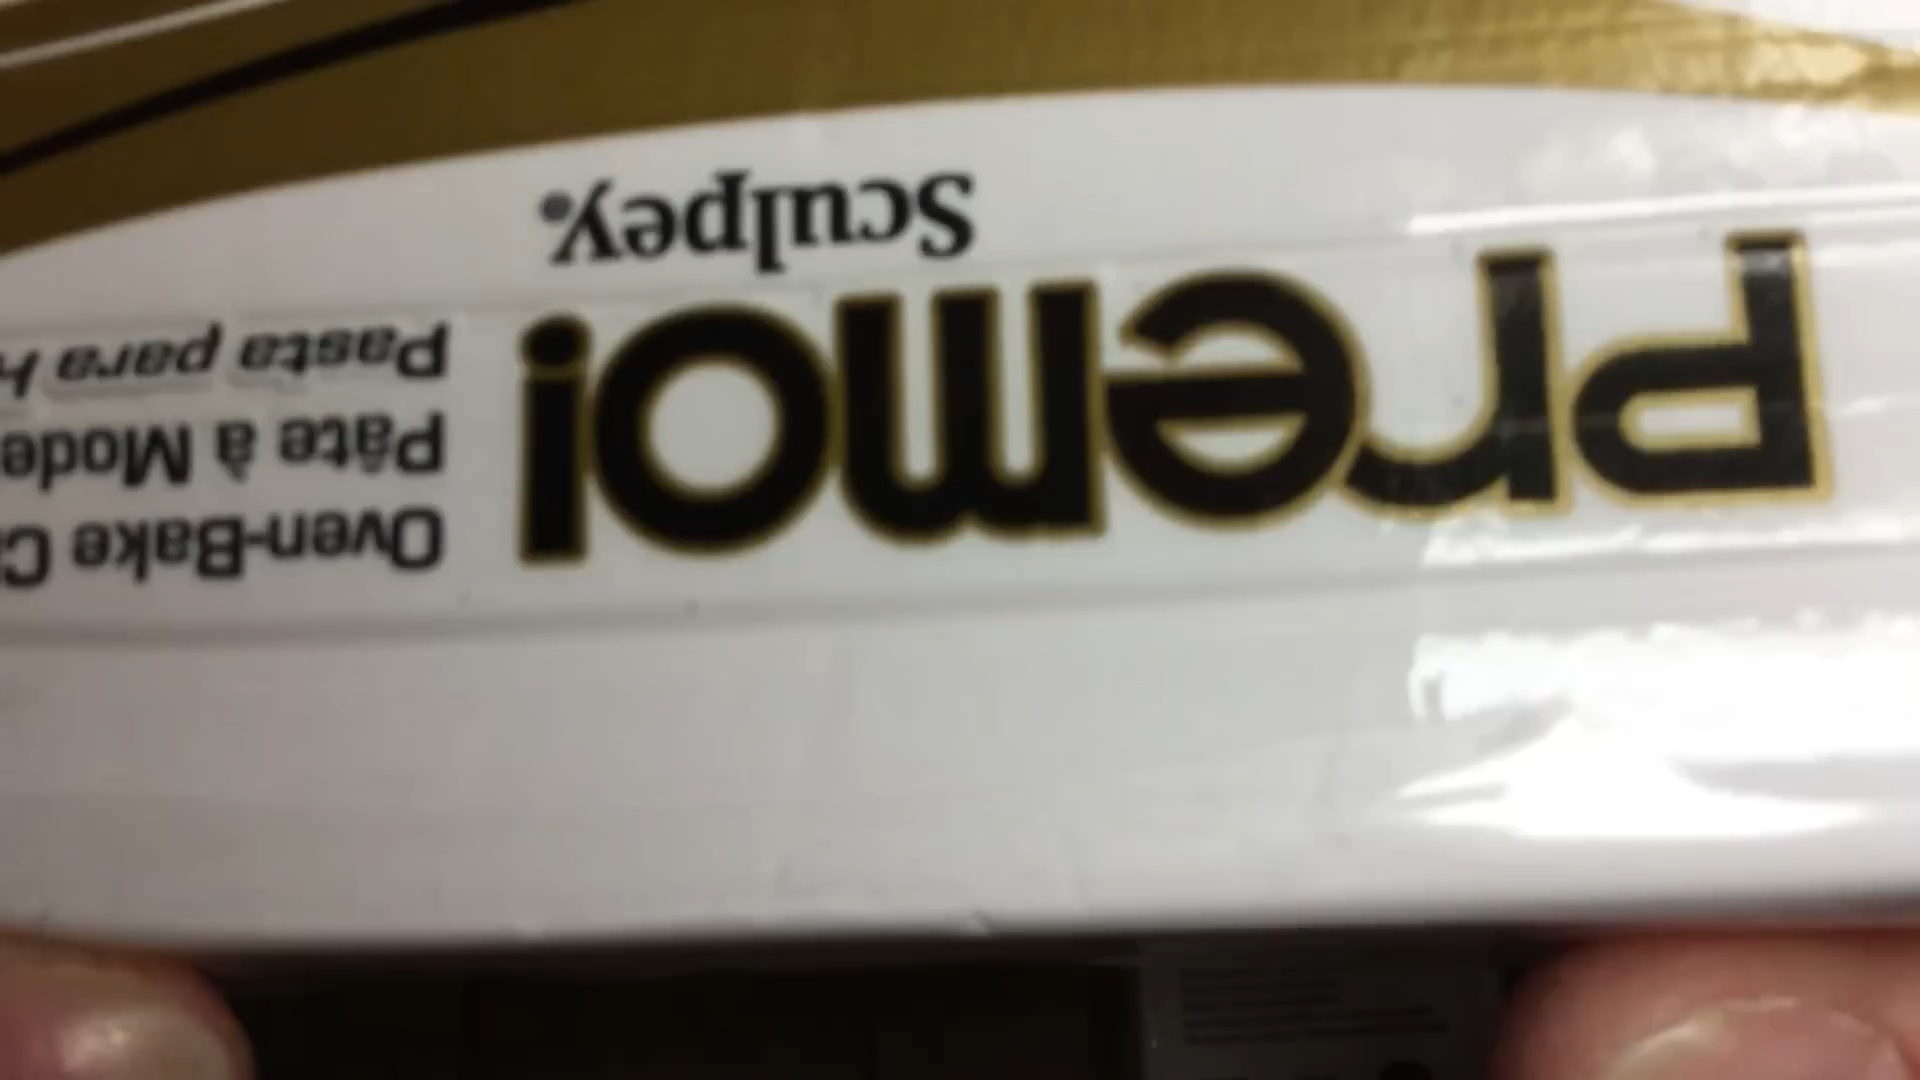 premo!
Sculpey®
Oven-Bake C
Pâte à Mode
Pasta para h